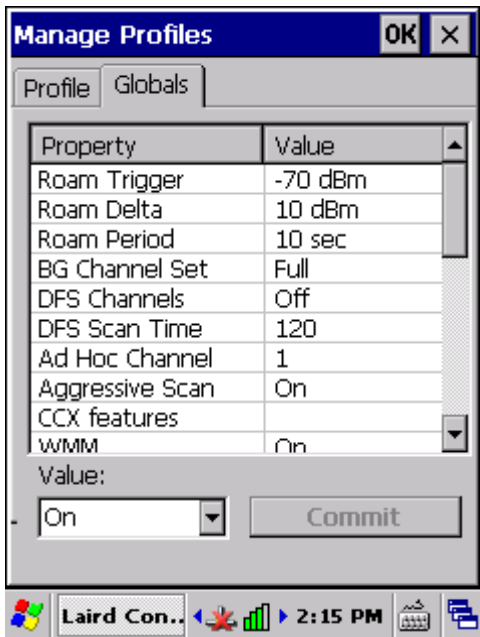 Manage Profiles OK
Profile Globals
Property Value
Roam Trigger -70 dBm
Roam Delta 10 dBm
Roam Period 10 sec
BG Channel Set Full
DFS Channels Off
DFS Scan Time 120
Ad Hoc Channel 1
Aggressive Scan On
CCX features
WMM On
Value:
On Commit
Laird Con.. 2:15 PM